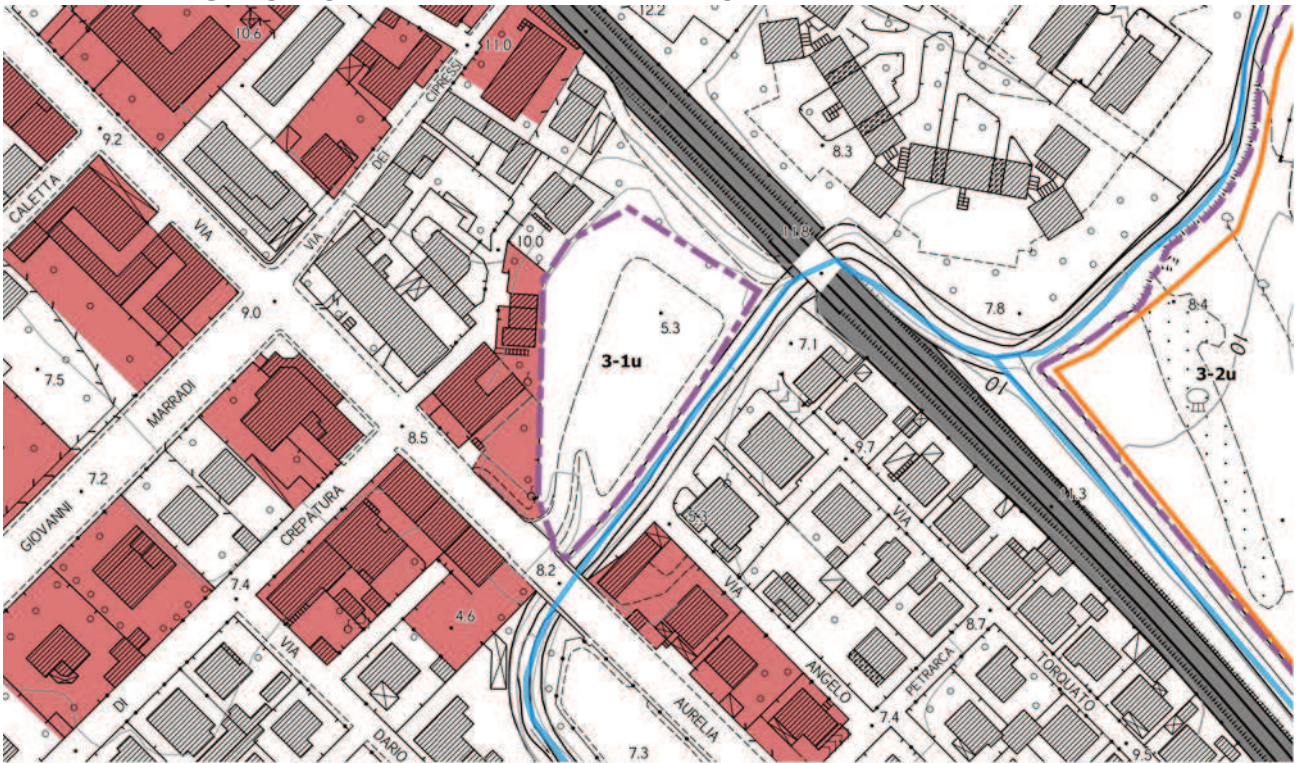 12.2
10.6
11.0
CIPRESSI
DEI
VIA
9.2
8.3
CALETTA
VIA
10.0
11.8
9.0
5.3
7.8
8.4
3-1u
7.1
10
3-2u
7.5
MARRADI
10
8.5
9.7
7.2
VIA
11.3
GIOVANNI
CREPATURA
5.3
8.2
VIA
7.4
4.6
8.7
VIA
ANGELO
PETRARCA
TORQUATO
DI
AURELIA
7.4
DARIO
7.3
9.5